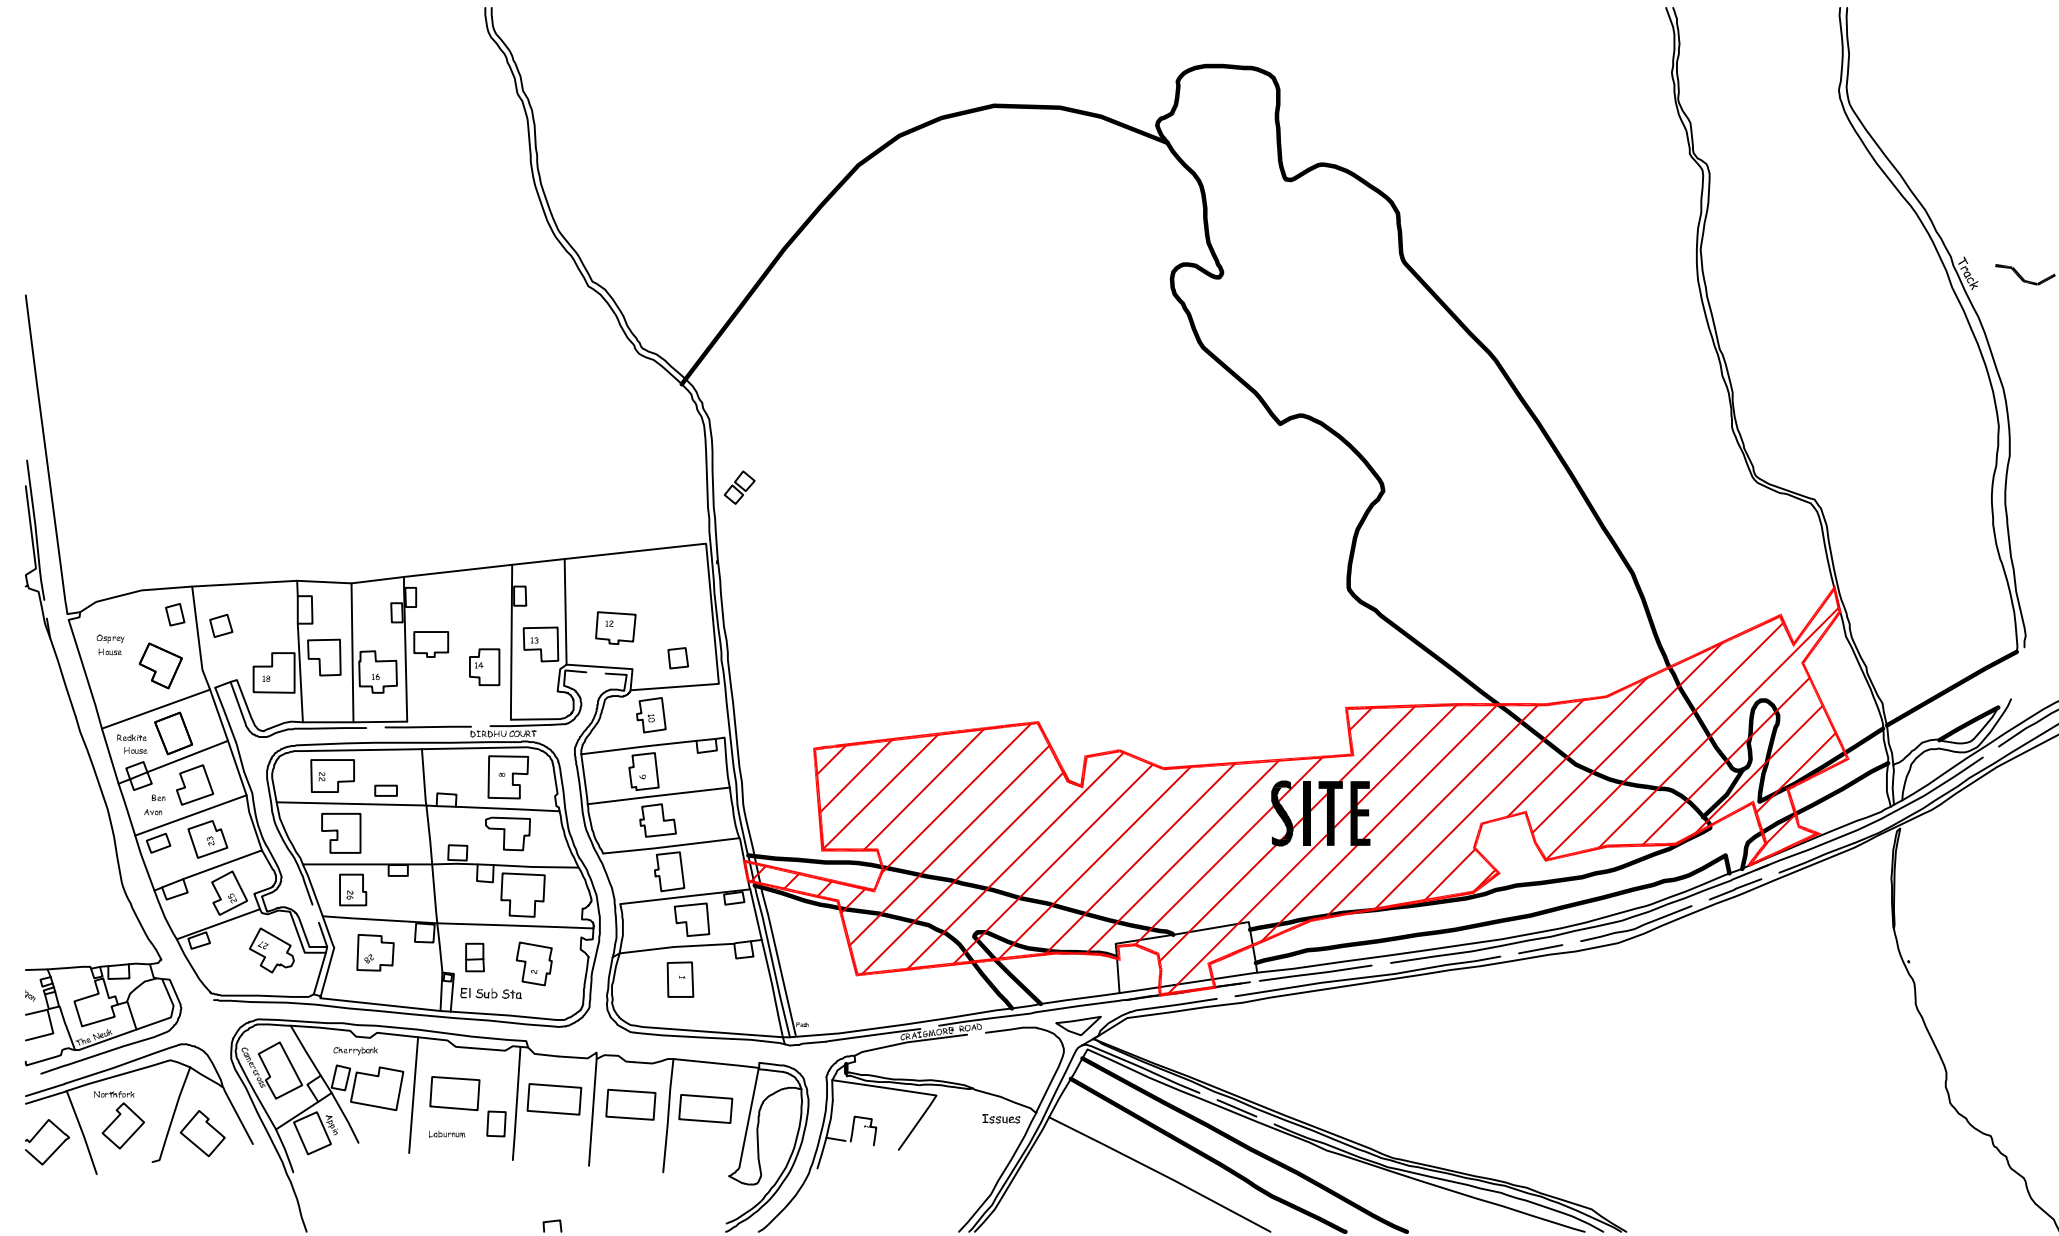 Track
Osprey
House
12
13
14
16
18
10
Redkite
House
DIRDHU COURT
22
8
9
Ben
Avon
SITE
23
26
25
27
28
2
1
El Sub Sta
The Neuk
Path
CRAIGMORE ROAD
Camercross
Cherrybank
Northfork
Appin
Laburnum
Issues